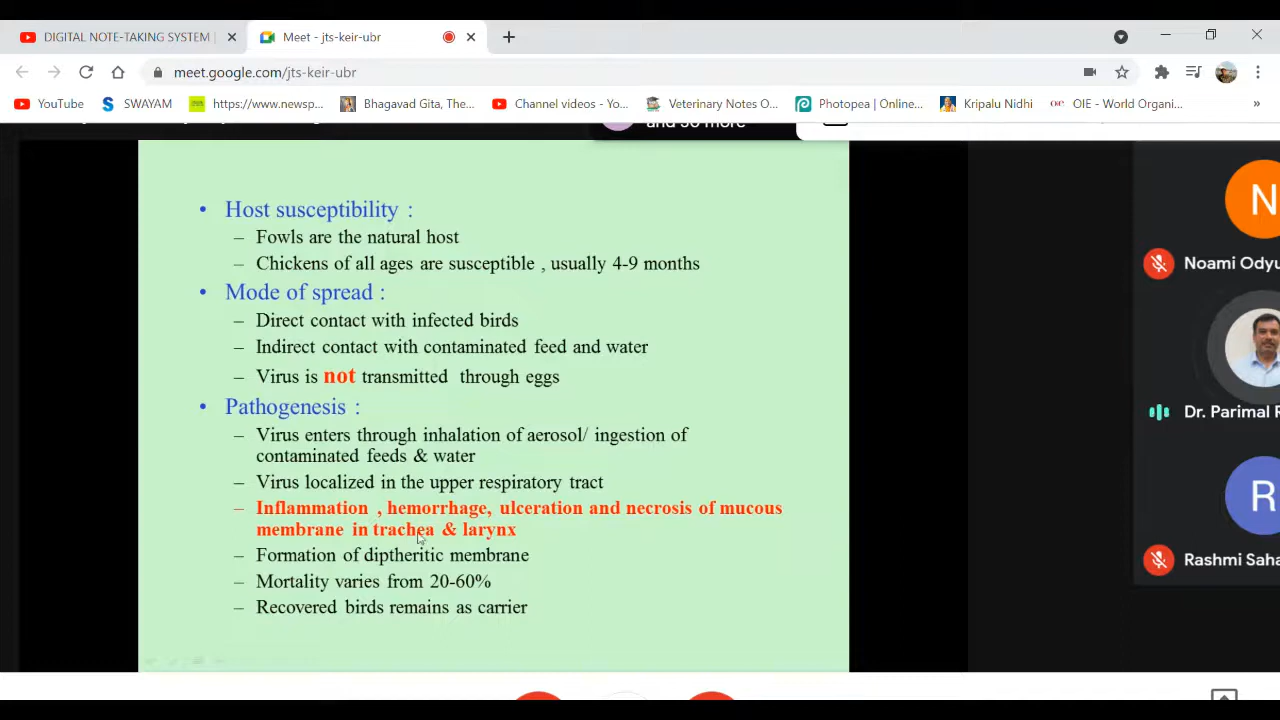 DIGITAL NOTE-TAKING SYSTEM
Meet - jts-keir-ubr
meet.google.com/jts-keir-ubr
YouTube
SWAYAM
https://www.newsp...
Bhagavad Gita, The...
Channel videos - Yo...
Veterinary Notes O...
Photopea | Online...
Kripalu Nidhi
OIE - World Organi...
»
• Host susceptibility :
– Fowls are the natural host
– Chickens of all ages are susceptible , usually 4-9 months
• Mode of spread :
– Direct contact with infected birds
– Indirect contact with contaminated feed and water
– Virus is not transmitted through eggs
• Pathogenesis :
– Virus enters through inhalation of aerosol/ ingestion of
contaminated feeds & water
– Virus localized in the upper respiratory tract
– Inflammation , hemorrhage, ulceration and necrosis of mucous
membrane in trachea & larynx
– Formation of diptheritic membrane
– Mortality varies from 20-60%
– Recovered birds remains as carrier
N
Noami Odyu
Dr. Parimal R
R
Rashmi Saha